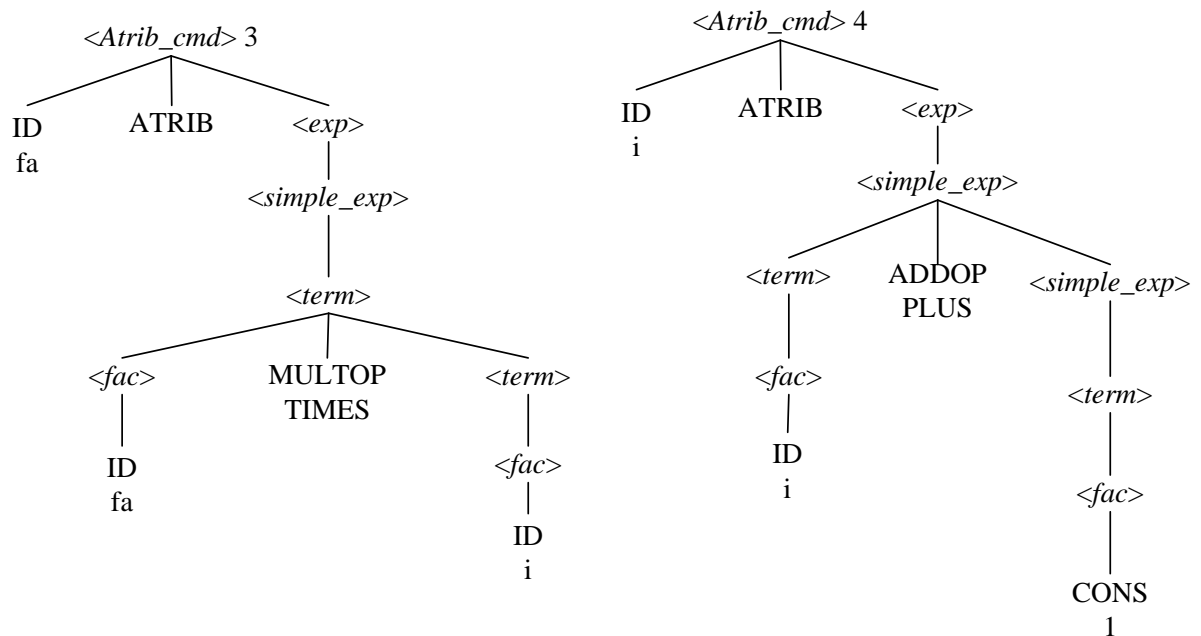 <Atrib_cmd> 3
ID
fa
ATRIB
<exp>
<simple_exp>
<term>
<fac>
MULTOP
TIMES
<term>
ID
fa
<fac>
ID
i
<Atrib_cmd> 4
ID
i
ATRIB
<exp>
<simple_exp>
<term>
ADDOP
PLUS
<simple_exp>
<fac>
<term>
ID
i
<fac>
CONS
1